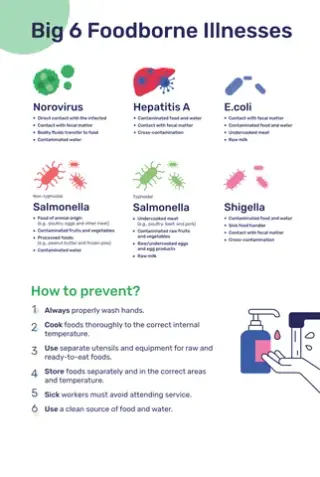 Big 6 Foodborne Illnesses
Norovirus
• Direct contact with the infected
• Contact with fecal matter
• Bodily fluids transfer to food
• Contaminated water
Hepatitis A
• Contaminated food and water
• Contact with fecal matter
• Cross-contamination
E.coli
• Contact with fecal matter
• Contaminated food and water
• Undercooked meat
• Raw milk
Non-typhoidal
Salmonella
• Food of animal origin
(e.g., poultry, eggs and other meat)
• Contaminated fruits and vegetables
• Processed foods
(e.g., peanut butter and frozen pies)
• Contaminated water
Typhoidal
Salmonella
• Undercooked meat
(e.g., poultry, beef, and pork)
• Contaminated raw fruits
and vegetables
• Raw/undercooked eggs
and egg products
• Raw milk
Shigella
• Contaminated food and water
• Sick food handler
• Contact with fecal matter
• Cross-contamination
How to prevent?
1 Always properly wash hands.
2 Cook foods thoroughly to the correct internal
temperature.
3 Use separate utensils and equipment for raw and
ready-to-eat foods.
4 Store foods separately and in the correct areas
and temperature.
5 Sick workers must avoid attending service.
6 Use a clean source of food and water.